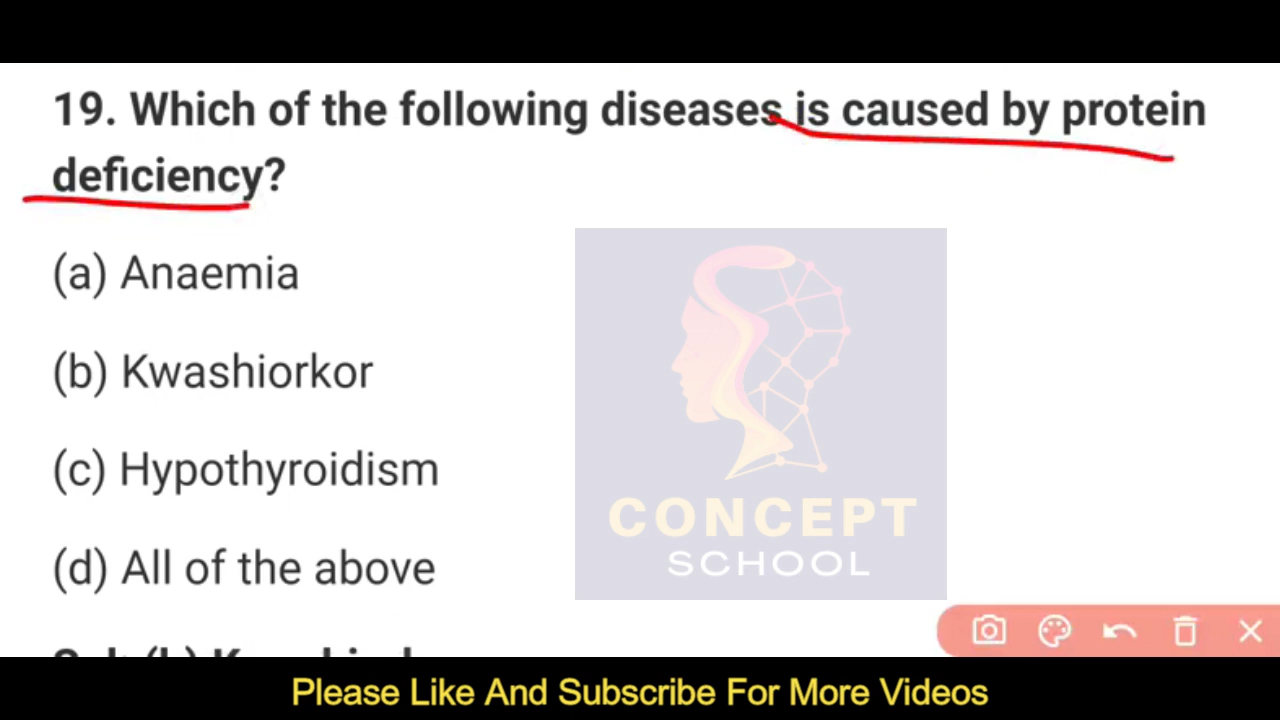 19. Which of the following diseases is caused by protein
deficiency?
(a) Anaemia
(b) Kwashiorkor
(c) Hypothyroidism
(d) All of the above
CONCEPT
SCHOOL
Please Like And Subscribe For More Videos